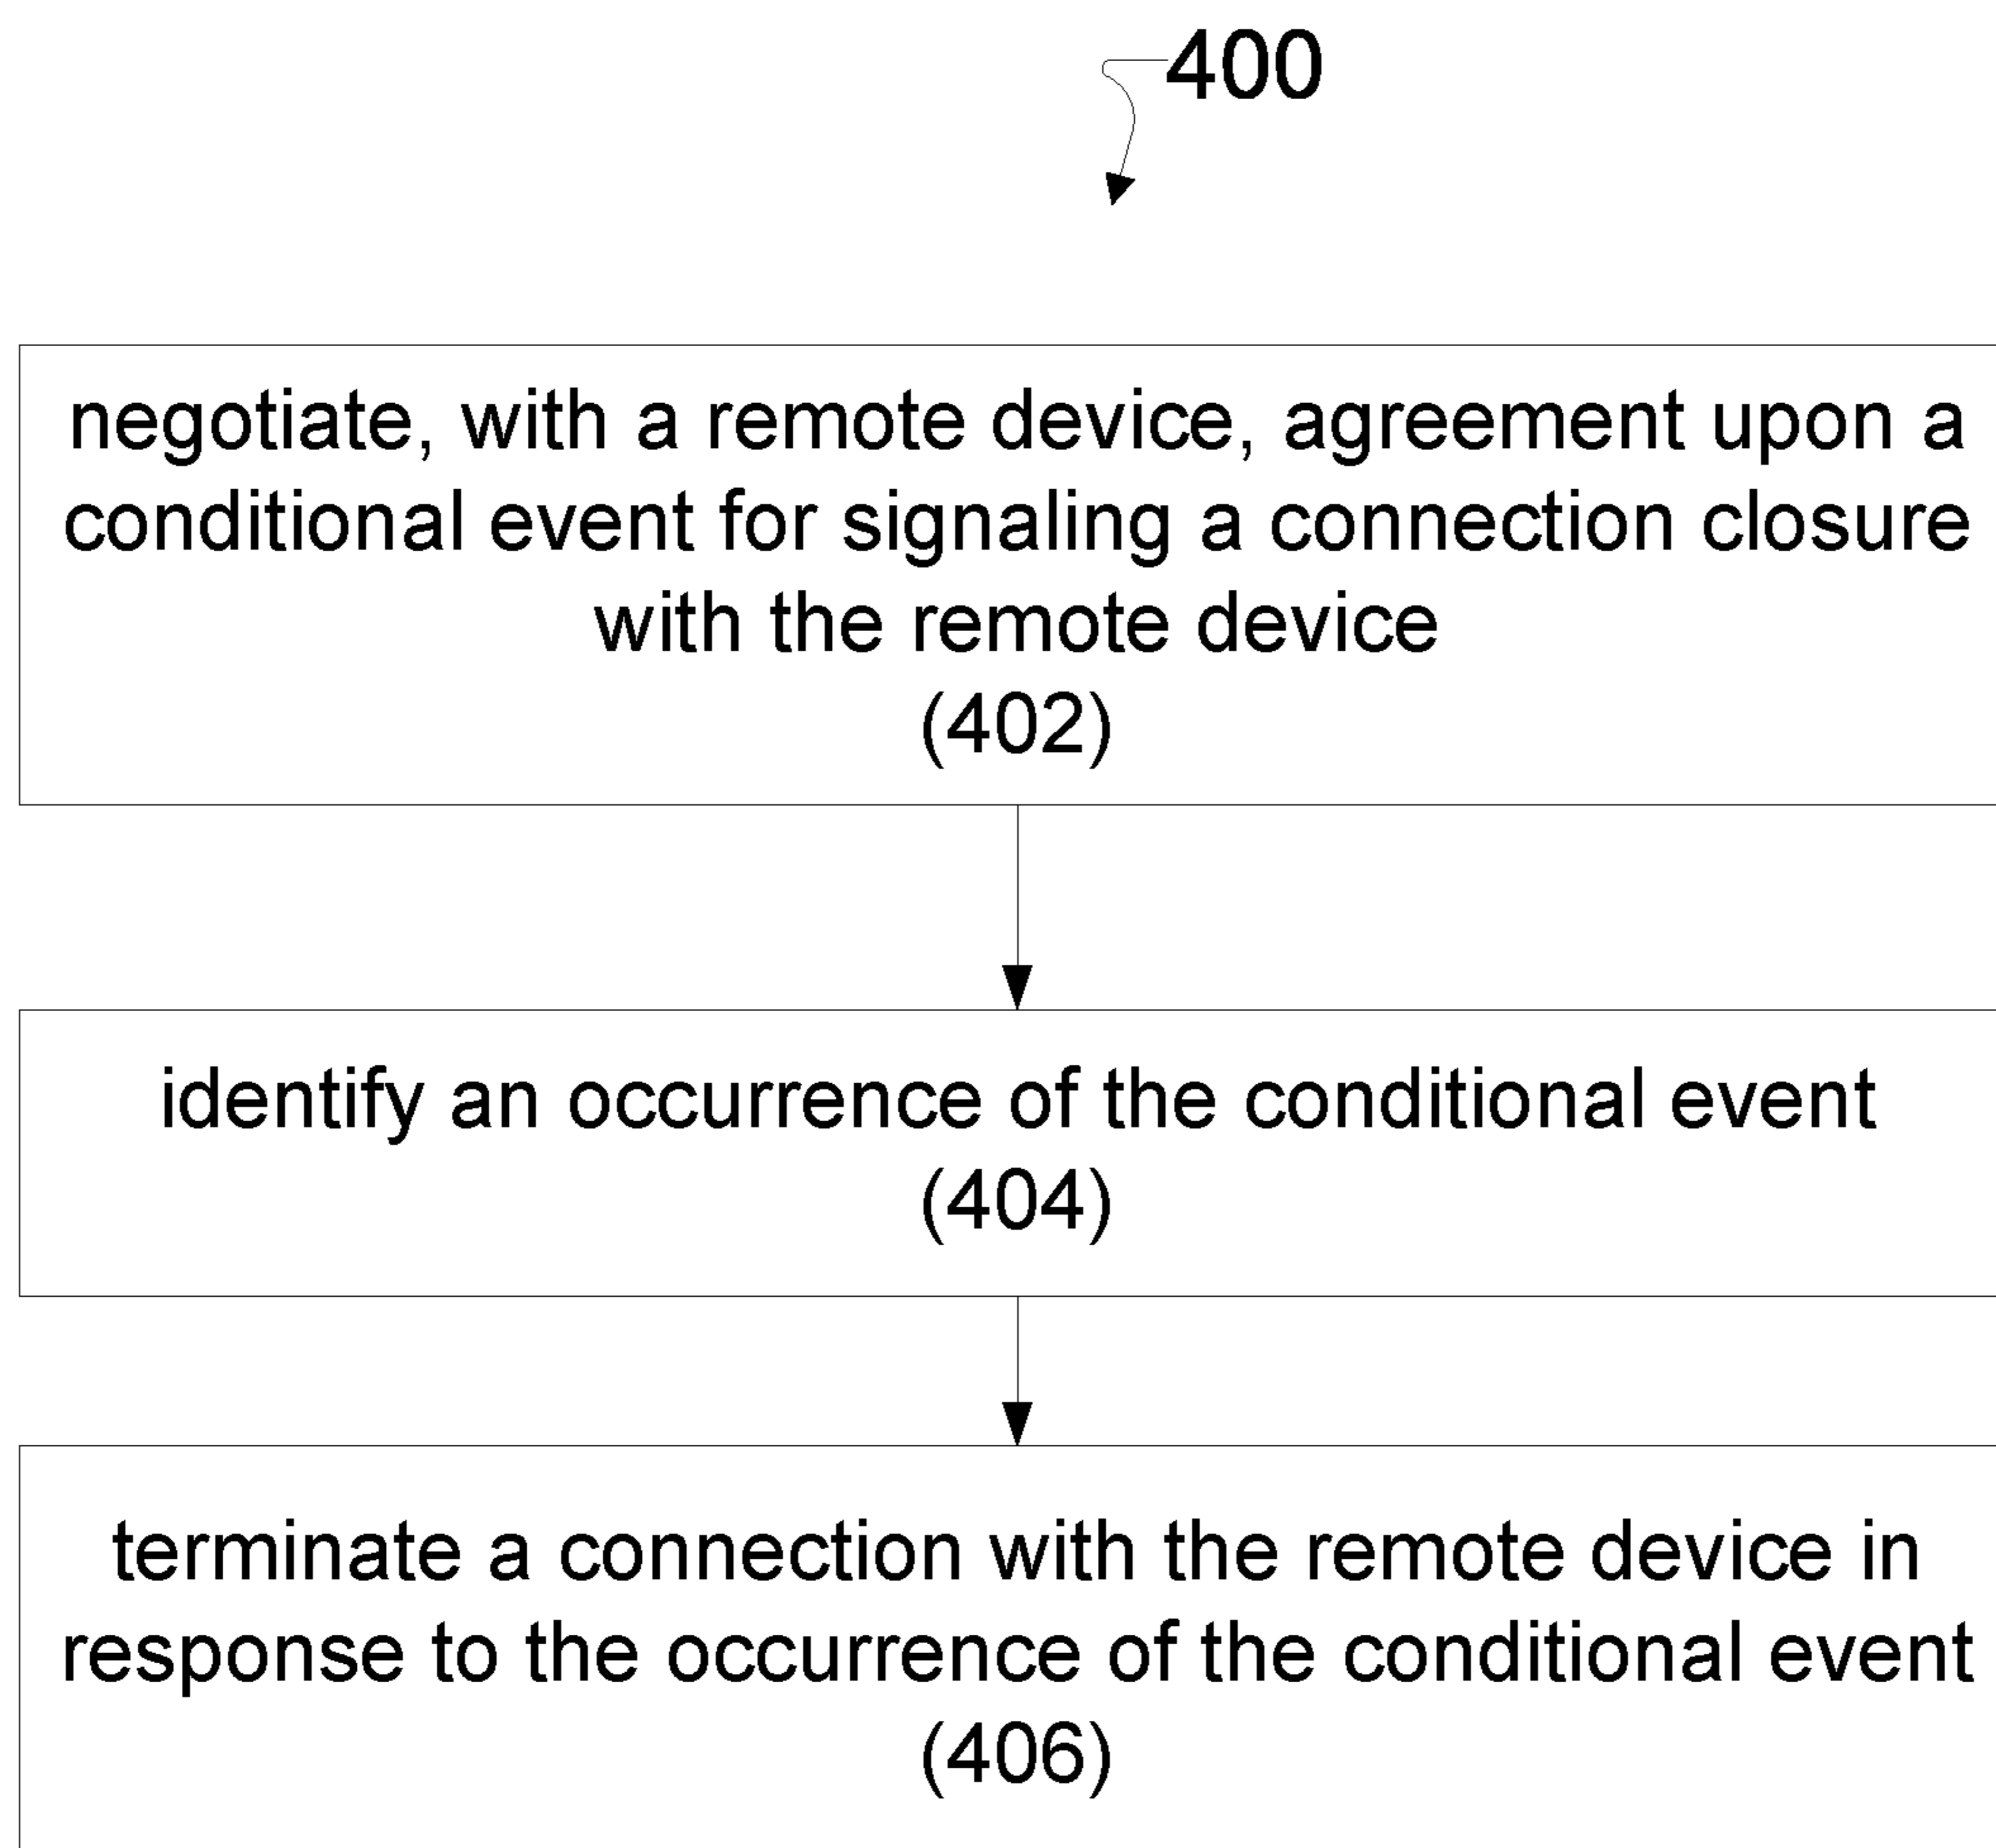 400
negotiate, with a remote device, agreement upon a
conditional event for signaling a connection closure
with the remote device
(402)
identify an occurrence of the conditional event
(404)
terminate a connection with the remote device in
response to the occurrence of the conditional event
(406)